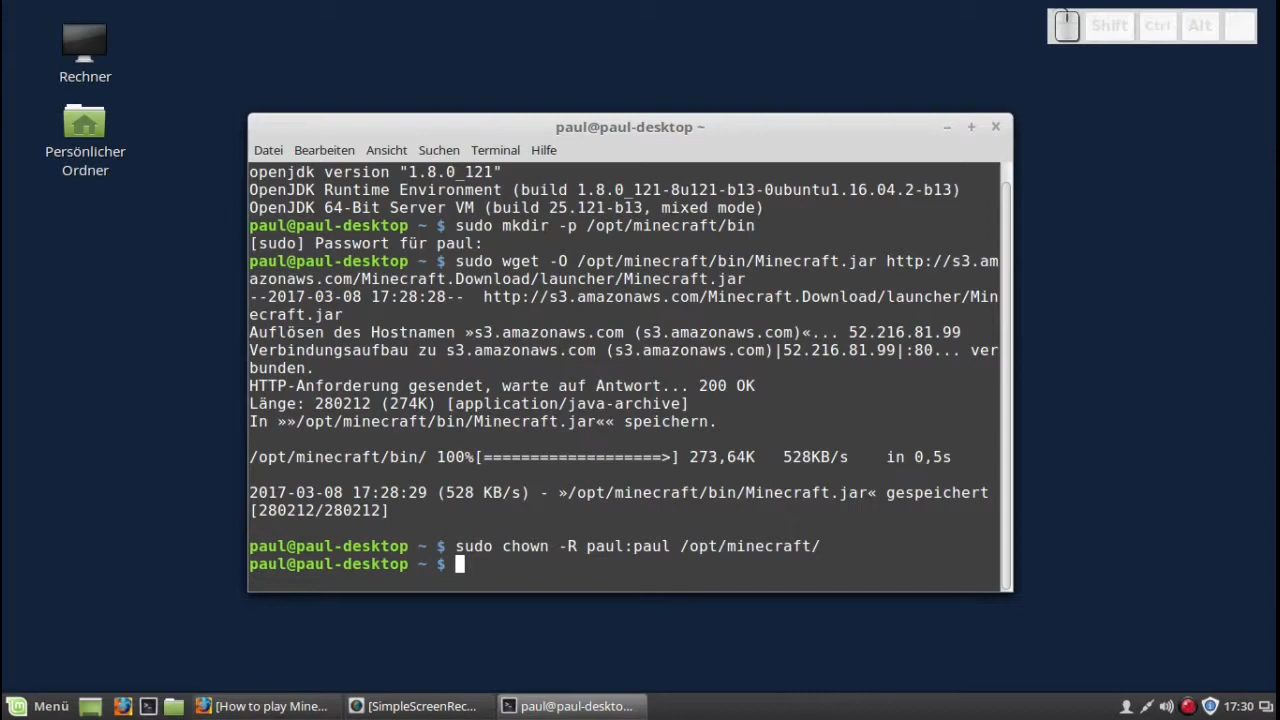 Rechner
Persönlicher
Ordner
Shift Ctrl Alt
paul@paul-desktop ~
Datei Bearbeiten Ansicht Suchen Terminal Hilfe
openjdk version "1.8.0_121"
OpenJDK Runtime Environment (build 1.8.0_121-8u121-b13-0ubuntu1.16.04.2-b13)
OpenJDK 64-Bit Server VM (build 25.121-b13, mixed mode)
paul@paul-desktop ~ $ sudo mkdir -p /opt/minecraft/bin
[sudo] Passwort für paul:
paul@paul-desktop ~ $ sudo wget -O /opt/minecraft/bin/Minecraft.jar http://s3.am
azonaws.com/Minecraft.Download/launcher/Minecraft.jar
--2017-03-08 17:28:28-- http://s3.amazonaws.com/Minecraft.Download/launcher/Min
ecraft.jar
Auflösen des Hostnamen »s3.amazonaws.com (s3.amazonaws.com)«... 52.216.81.99
Verbindungsaufbau zu s3.amazonaws.com (s3.amazonaws.com)|52.216.81.99|:80... ver
bunden.
HTTP-Anforderung gesendet, warte auf Antwort... 200 OK
Länge: 280212 (274K) [application/java-archive]
In »»/opt/minecraft/bin/Minecraft.jar«« speichern.
/opt/minecraft/bin/ 100%[===================>] 273,64K 528KB/s in 0,5s
2017-03-08 17:28:29 (528 KB/s) - »/opt/minecraft/bin/Minecraft.jar« gespeichert
[280212/280212]
paul@paul-desktop ~ $ sudo chown -R paul:paul /opt/minecraft/
paul@paul-desktop ~ $
Menü [How to play Mine... [SimpleScreenRec... paul@paul-deskto... 17:30